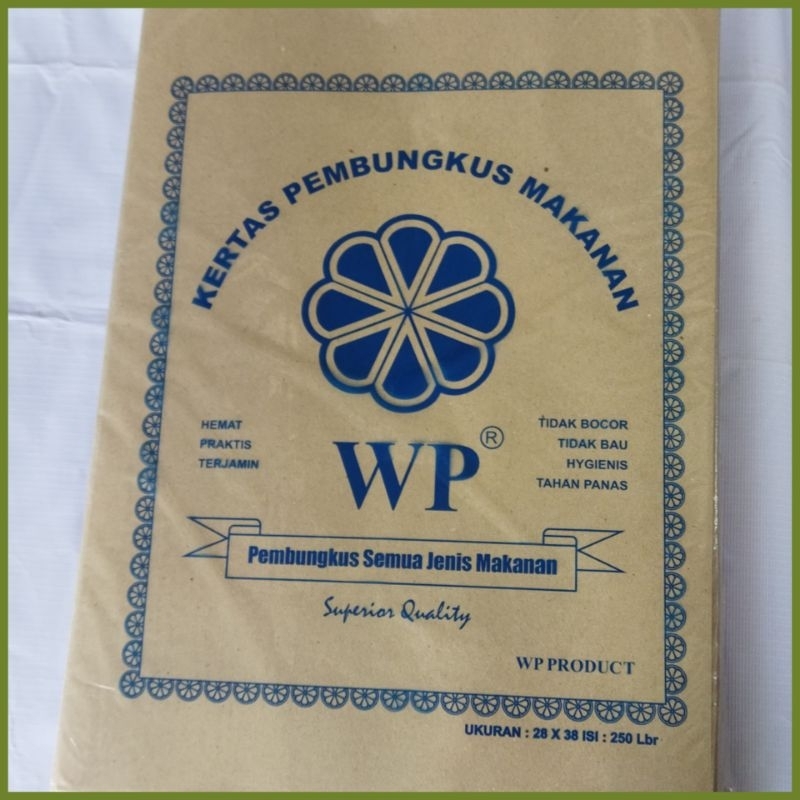 KERTAS PEMBUNGKUS MAKANAN
HEMAT
PRAKTIS
TERJAMIN
WP®
TIDAK BOCOR
TIDAK BAU
HYGIENIS
TAHAN PANAS
Pembungkus Semua Jenis Makanan
Superior Quality
WP PRODUCT
UKURAN : 28 X 38 ISI : 250 Lbr